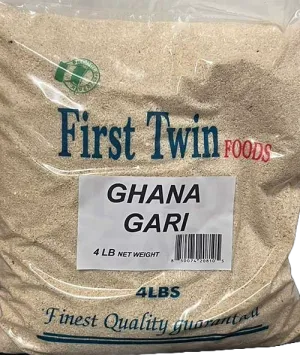 First Twin
FOODS
GHANA
GARI
4 LB NET WEIGHT
4LBS
Finest Quality guaranteed